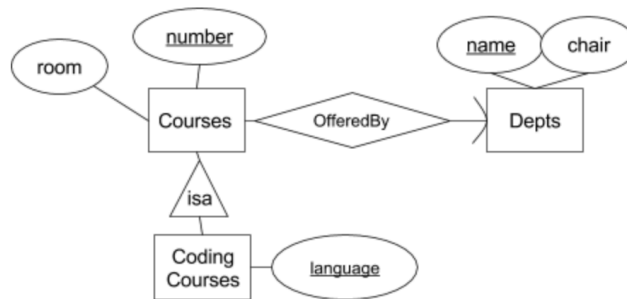 number
name
chair
room
Courses
OfferedBy
Depts
isa
Coding
Courses
language